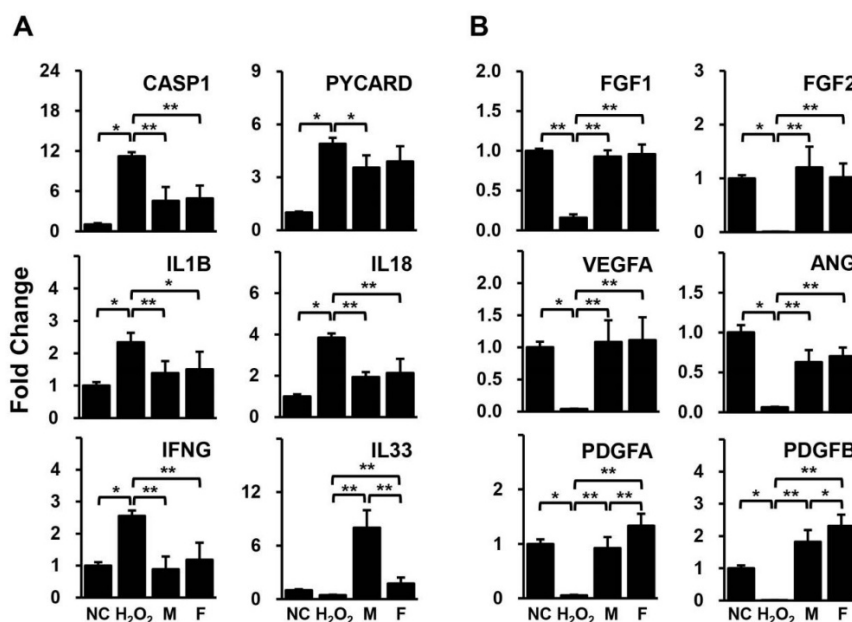 A
B
Fold Change
CASP1
24
18
12
6
0
* ** **
PYCARD
9
6
3
0
* *
FGF1
2.0
1.5
1.0
0.5
0.0
** ** **
FGF2
3
2
1
0
* ** **
IL1B
4
3
2
1
0
* ** *
IL18
6
4
2
0
* ** **
VEGFA
2.0
1.5
1.0
0.5
0.0
* ** **
ANG
1.5
1.0
0.5
0.0
* ** **
IFNG
4
3
2
1
0
* ** **
IL33
12
6
0
** ** **
PDGFA
2
1
0
* ** ** **
PDGFB
4
3
2
1
0
* ** * **
NC H₂O₂ M F
NC H₂O₂ M F
NC H₂O₂ M F
NC H₂O₂ M F